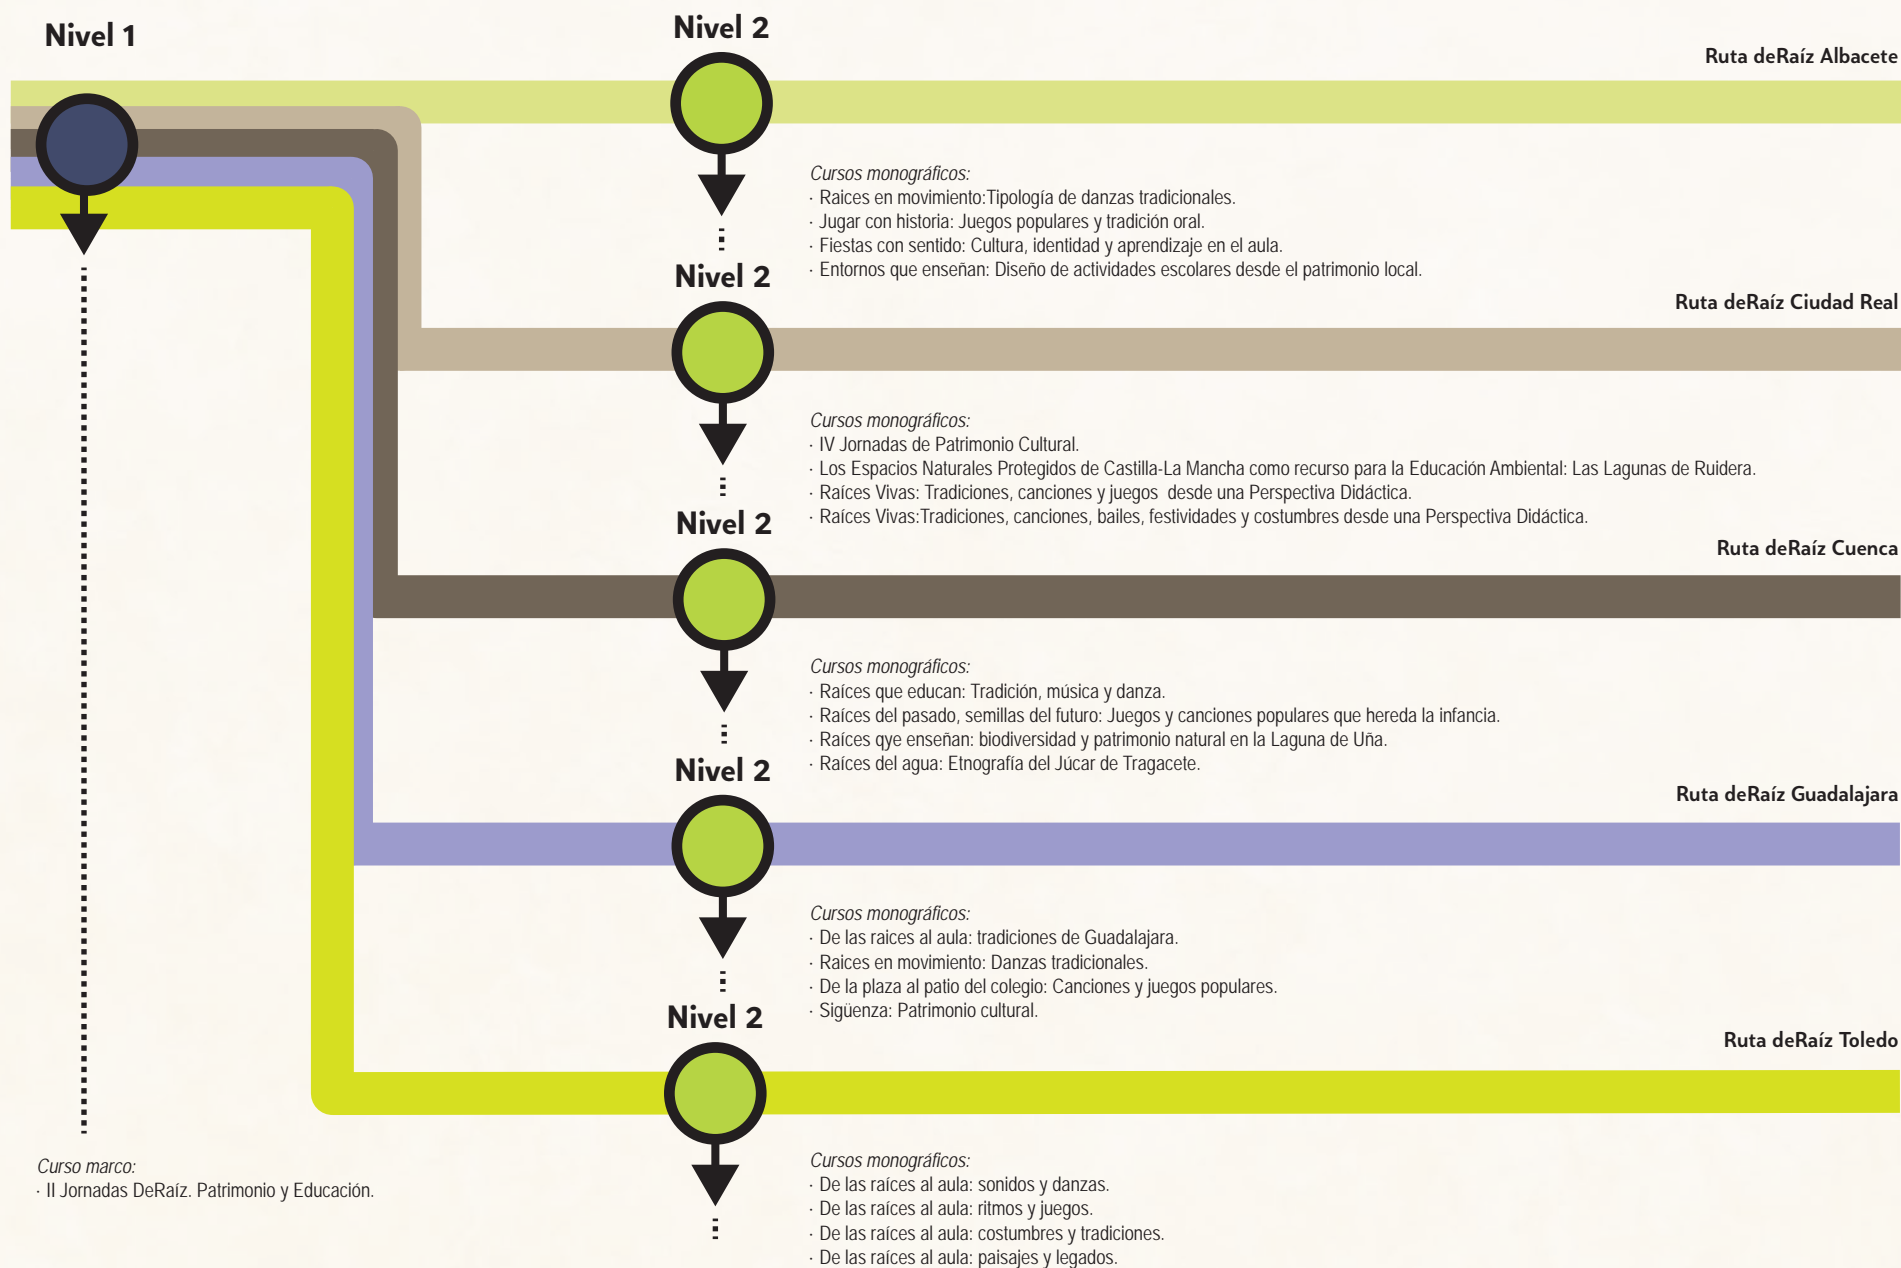 Nivel 1
Nivel 2
Ruta deRaíz Albacete
Cursos monográficos:
· Raices en movimiento:Tipología de danzas tradicionales.
· Jugar con historia: Juegos populares y tradición oral.
· Fiestas con sentido: Cultura, identidad y aprendizaje en el aula.
· Entornos que enseñan: Diseño de actividades escolares desde el patrimonio local.
Nivel 2
Ruta deRaíz Ciudad Real
Cursos monográficos:
· IV Jornadas de Patrimonio Cultural.
· Los Espacios Naturales Protegidos de Castilla-La Mancha como recurso para la Educación Ambiental: Las Lagunas de Ruidera.
· Raíces Vivas: Tradiciones, canciones y juegos  desde una Perspectiva Didáctica.
· Raíces Vivas:Tradiciones, canciones, bailes, festividades y costumbres desde una Perspectiva Didáctica.
Nivel 2
Ruta deRaíz Cuenca
Cursos monográficos:
· Raíces que educan: Tradición, música y danza.
· Raíces del pasado, semillas del futuro: Juegos y canciones populares que hereda la infancia.
· Raíces qye enseñan: biodiversidad y patrimonio natural en la Laguna de Uña.
· Raíces del agua: Etnografía del Júcar de Tragacete.
Nivel 2
Ruta deRaíz Guadalajara
Cursos monográficos:
· De las raices al aula: tradiciones de Guadalajara.
· Raices en movimiento: Danzas tradicionales.
· De la plaza al patio del colegio: Canciones y juegos populares.
· Sigüenza: Patrimonio cultural.
Nivel 2
Ruta deRaíz Toledo
Cursos monográficos:
· De las raíces al aula: sonidos y danzas.
· De las raíces al aula: ritmos y juegos.
· De las raíces al aula: costumbres y tradiciones.
· De las raíces al aula: paisajes y legados.
Curso marco:
· II Jornadas DeRaíz. Patrimonio y Educación.